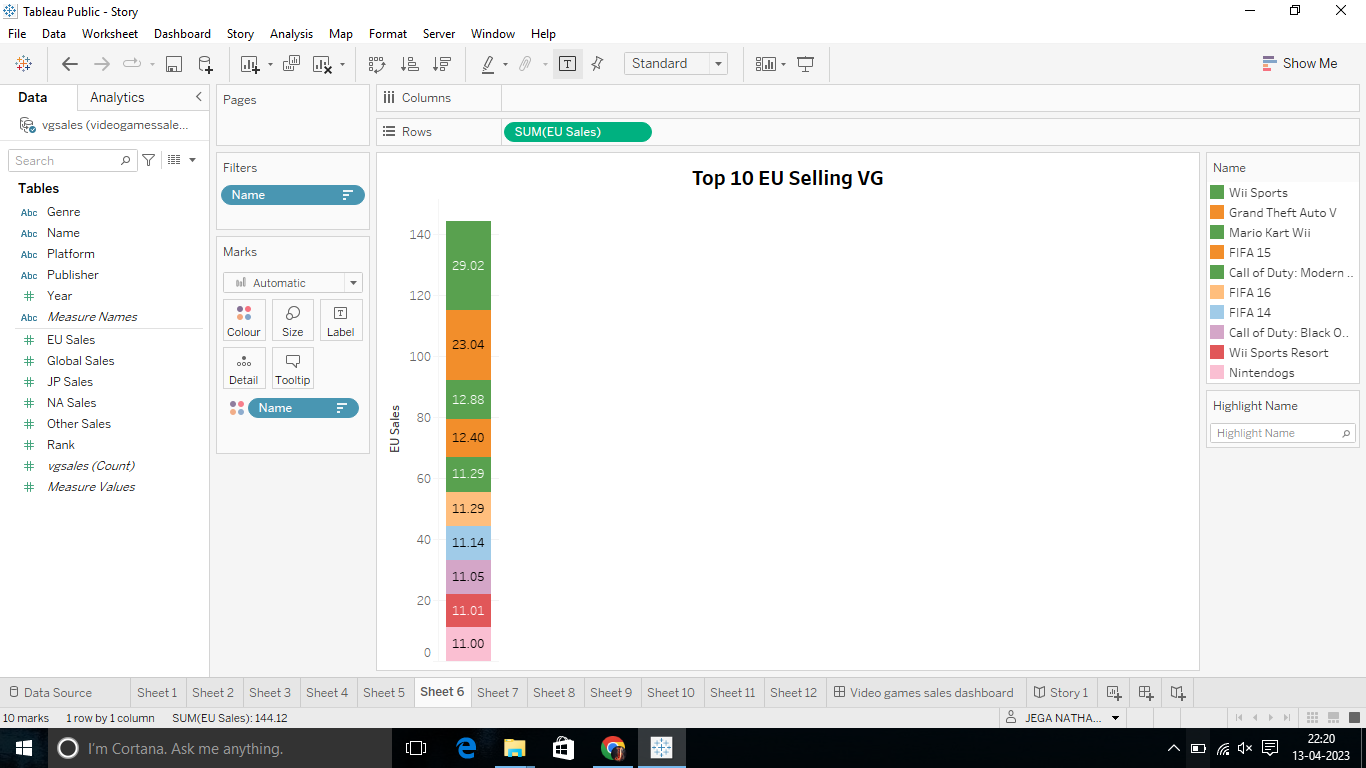 Tableau Public - Story
File Data Worksheet Dashboard Story Analysis Map Format Server Window Help
Standard
Show Me
Data Analytics
vgsales (videogamessale...
Search
Tables
Abc Genre
Abc Name
Abc Platform
Abc Publisher
Year
Abc Measure Names
EU Sales
Global Sales
JP Sales
NA Sales
Other Sales
Rank
vgsales (Count)
Measure Values
Pages
Filters
Name
Marks
Automatic
Colour Size Label
Detail Tooltip
Name
Columns
Rows SUM(EU Sales)
Top 10 EU Selling VG
EU Sales
140
120
100
80
60
40
20
0
29.02
23.04
12.88
12.40
11.29
11.29
11.14
11.05
11.01
11.00
Name
Wii Sports
Grand Theft Auto V
Mario Kart Wii
FIFA 15
Call of Duty: Modern ..
FIFA 16
FIFA 14
Call of Duty: Black O..
Wii Sports Resort
Nintendogs
Highlight Name
Highlight Name
Data Source Sheet 1 Sheet 2 Sheet 3 Sheet 4 Sheet 5 Sheet 6 Sheet 7 Sheet 8 Sheet 9 Sheet 10 Sheet 11 Sheet 12 Video games sales dashboard Story 1
10 marks 1 row by 1 column SUM(EU Sales): 144.12 JEGA NATHA...
I'm Cortana. Ask me anything.
22:20
13-04-2023